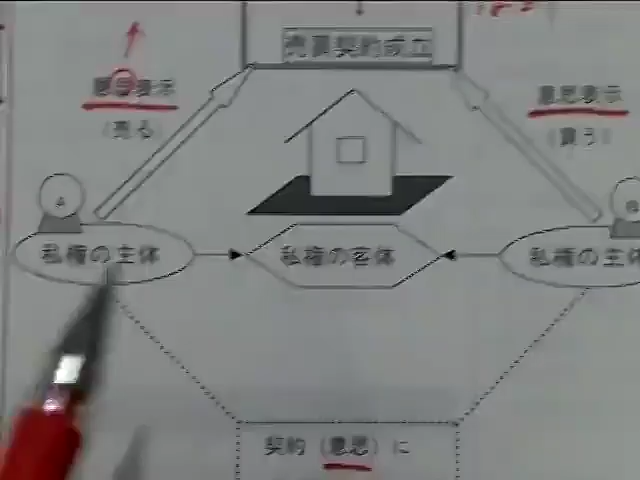 売買契約成立
意思表示
(売る)
意思表示
(買う)
A
私権の主体
私権の客体
私権の主体
契約(意思)に